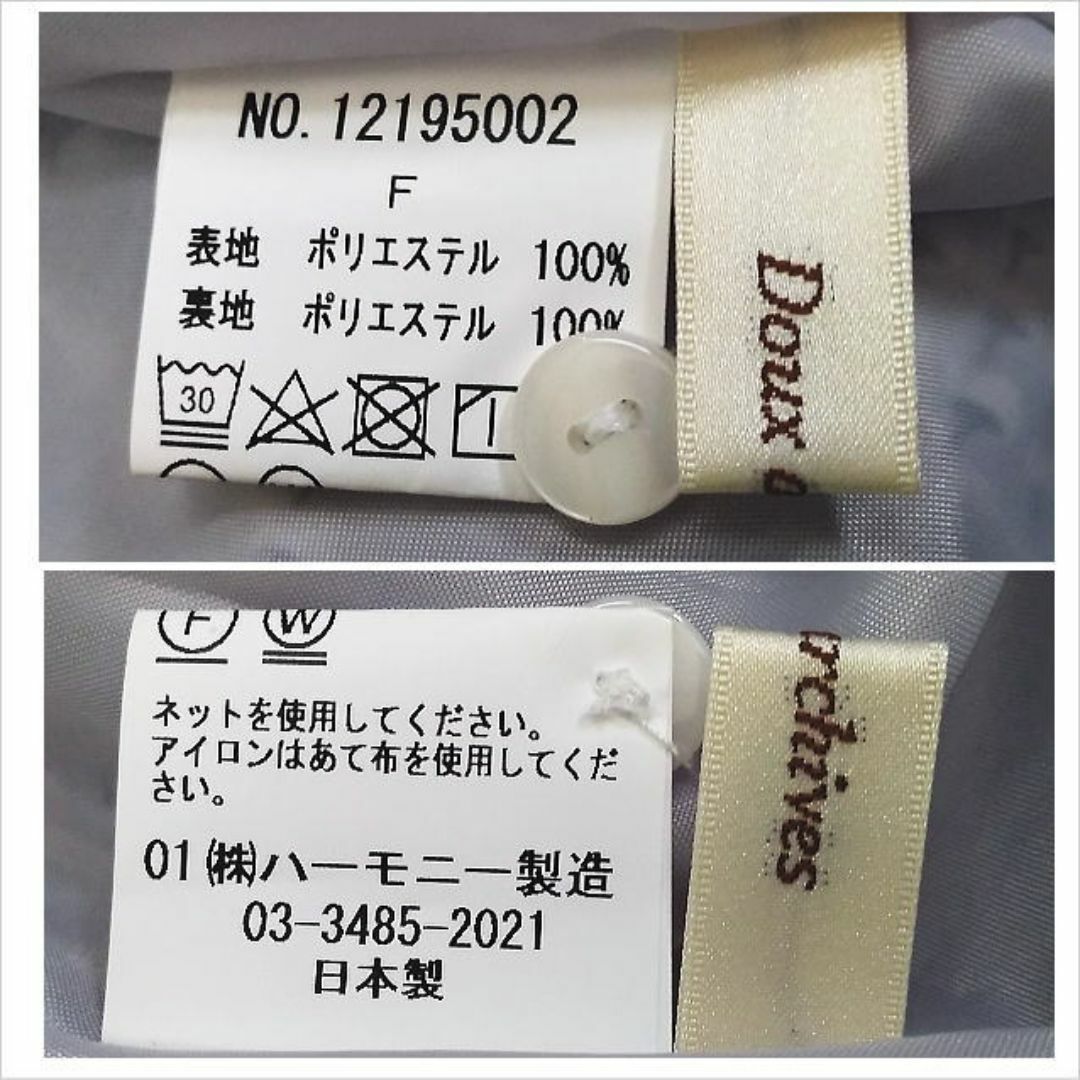 NO. 12195002
F
表地 ポリエステル 100%
裏地 ポリエステル 100%
30
Doux
F W
ネットを使用してください。
アイロンはあて布を使用してくだ
さい。
01㈱ハーモニー製造
03-3485-2021
日本製
archives